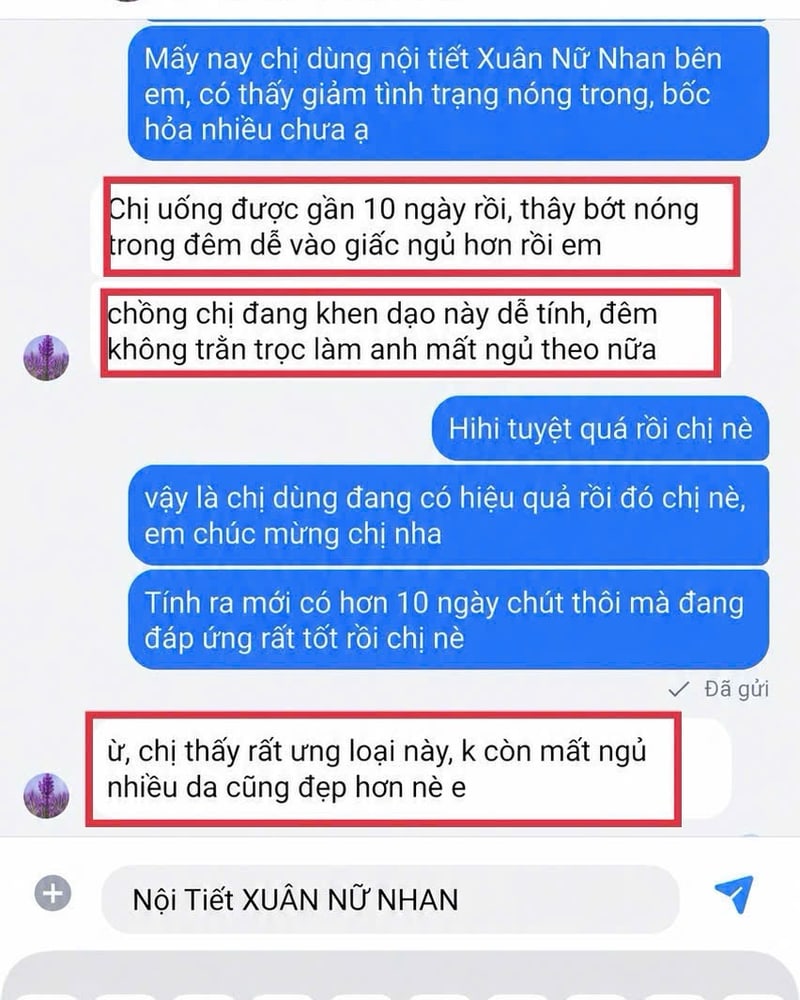 Mấy nay chị dùng nội tiết Xuân Nữ Nhan bên
em, có thấy giảm tình trạng nóng trong, bốc
hỏa nhiều chưa ạ
Chị uống được gần 10 ngày rồi, thây bớt nóng
trong đêm dễ vào giấc ngủ hơn rồi em
chồng chị đang khen dạo này dễ tính, đêm
không trằn trọc làm anh mất ngủ theo nữa
Hihi tuyệt quá rồi chị nè
vậy là chị dùng đang có hiệu quả rồi đó chị nè,
em chúc mừng chị nha
Tính ra mới có hơn 10 ngày chút thôi mà đang
đáp ứng rất tốt rồi chị nè
Đã gửi
ừ, chị thấy rất ưng loại này, k còn mất ngủ
nhiều da cũng đẹp hơn nè e
Nội Tiết XUÂN NỮ NHAN